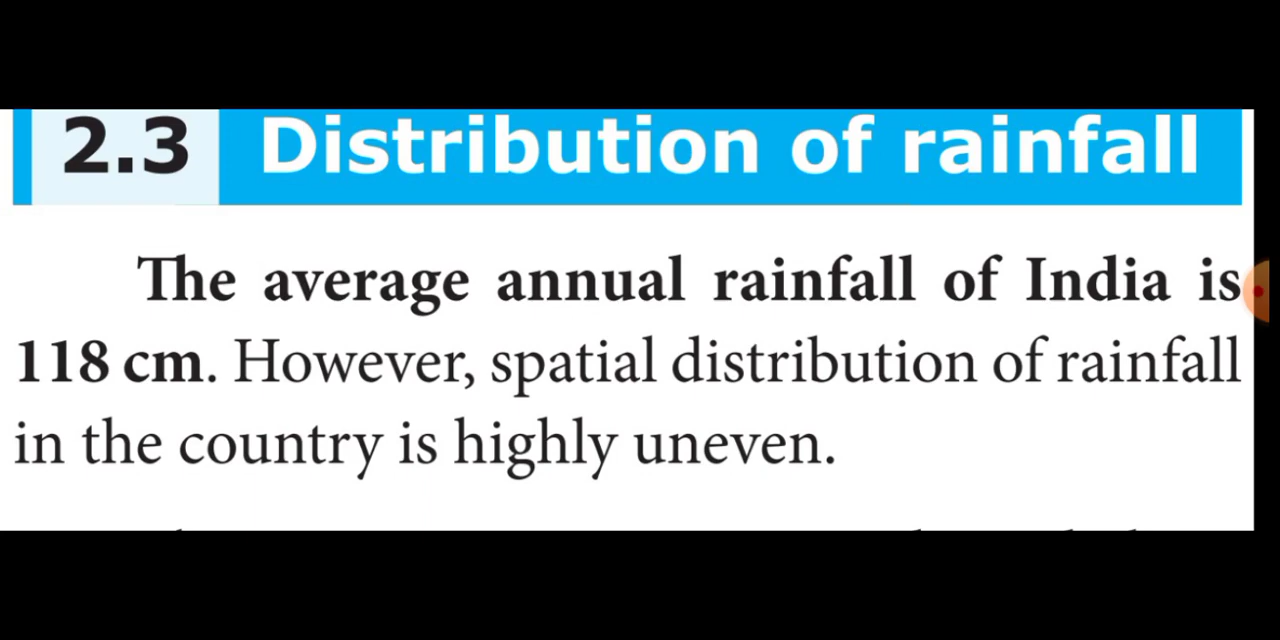 2.3 Distribution of rainfall
The average annual rainfall of India is
118 cm. However, spatial distribution of rainfall
in the country is highly uneven.